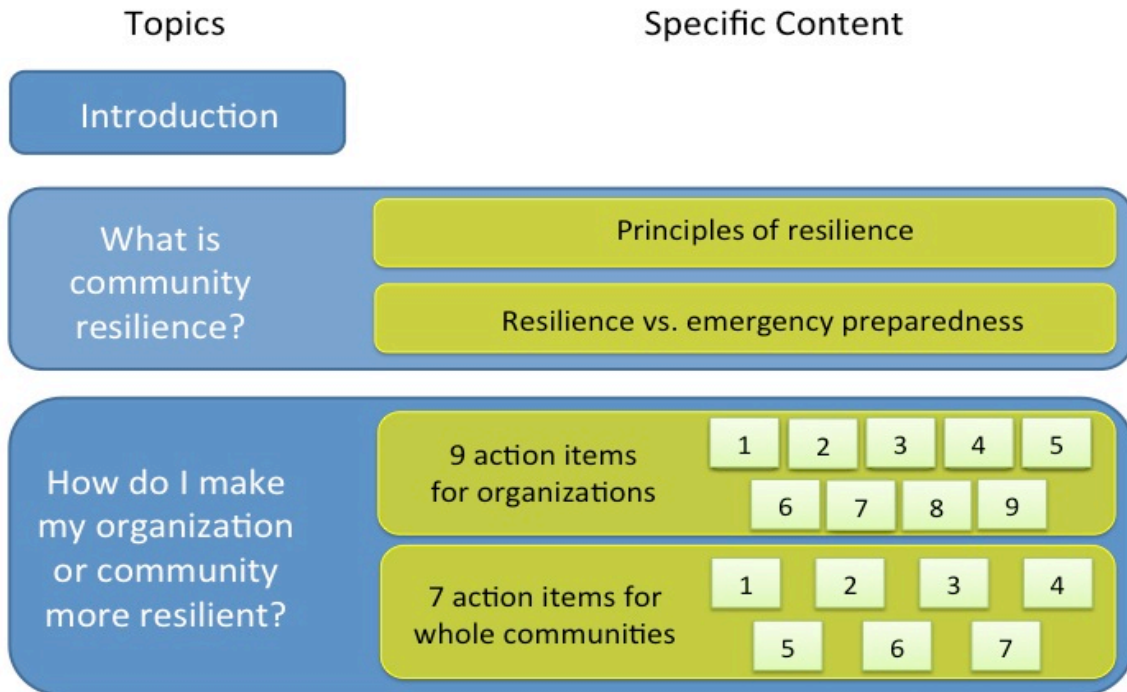 Topics
Specific Content
Introduction
What is
community
resilience?
Principles of resilience
Resilience vs. emergency preparedness
How do I make
my organization
or community
more resilient?
9 action items
for organizations
1 2 3 4 5
6 7 8 9
7 action items for
whole communities
1 2 3 4
5 6 7